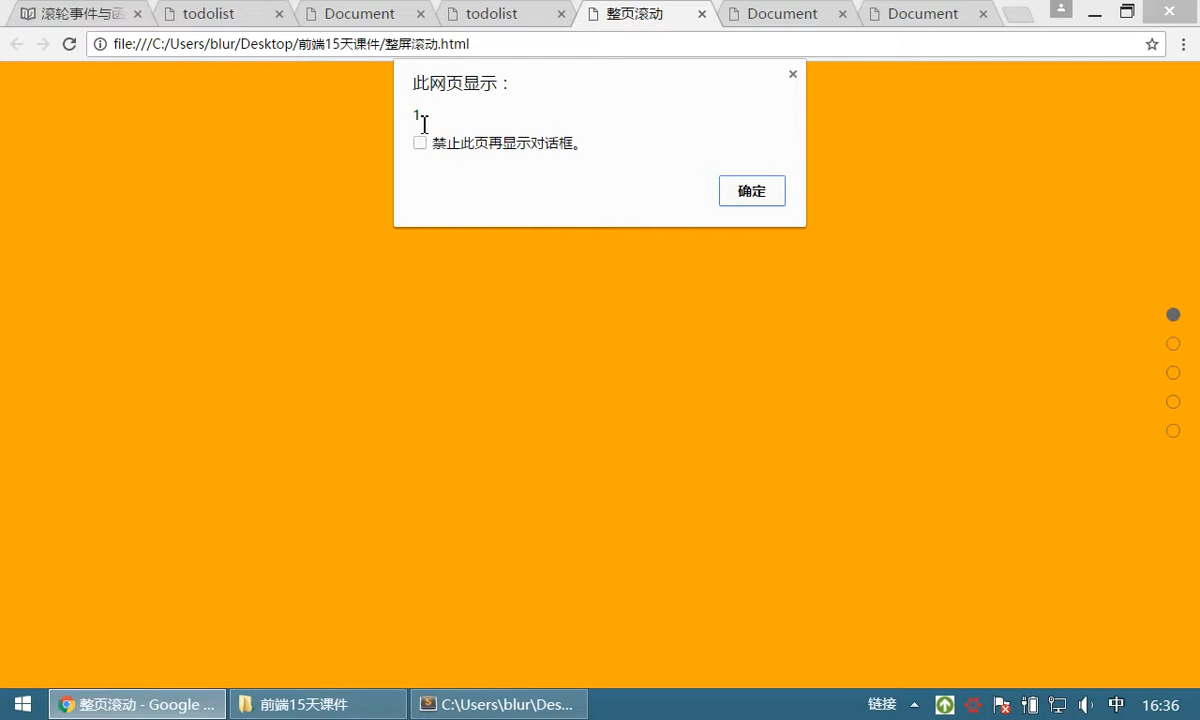 滚轮事件与函
todolist
Document
todolist
整页滚动
Document
Document
file:///C:/Users/blur/Desktop/前端15天课件/整屏滚动.html
此网页显示：
1
禁止此页再显示对话框。
确定
整页滚动 - Google ...
前端15天课件
C:\Users\blur\Des...
链接
中
16:36